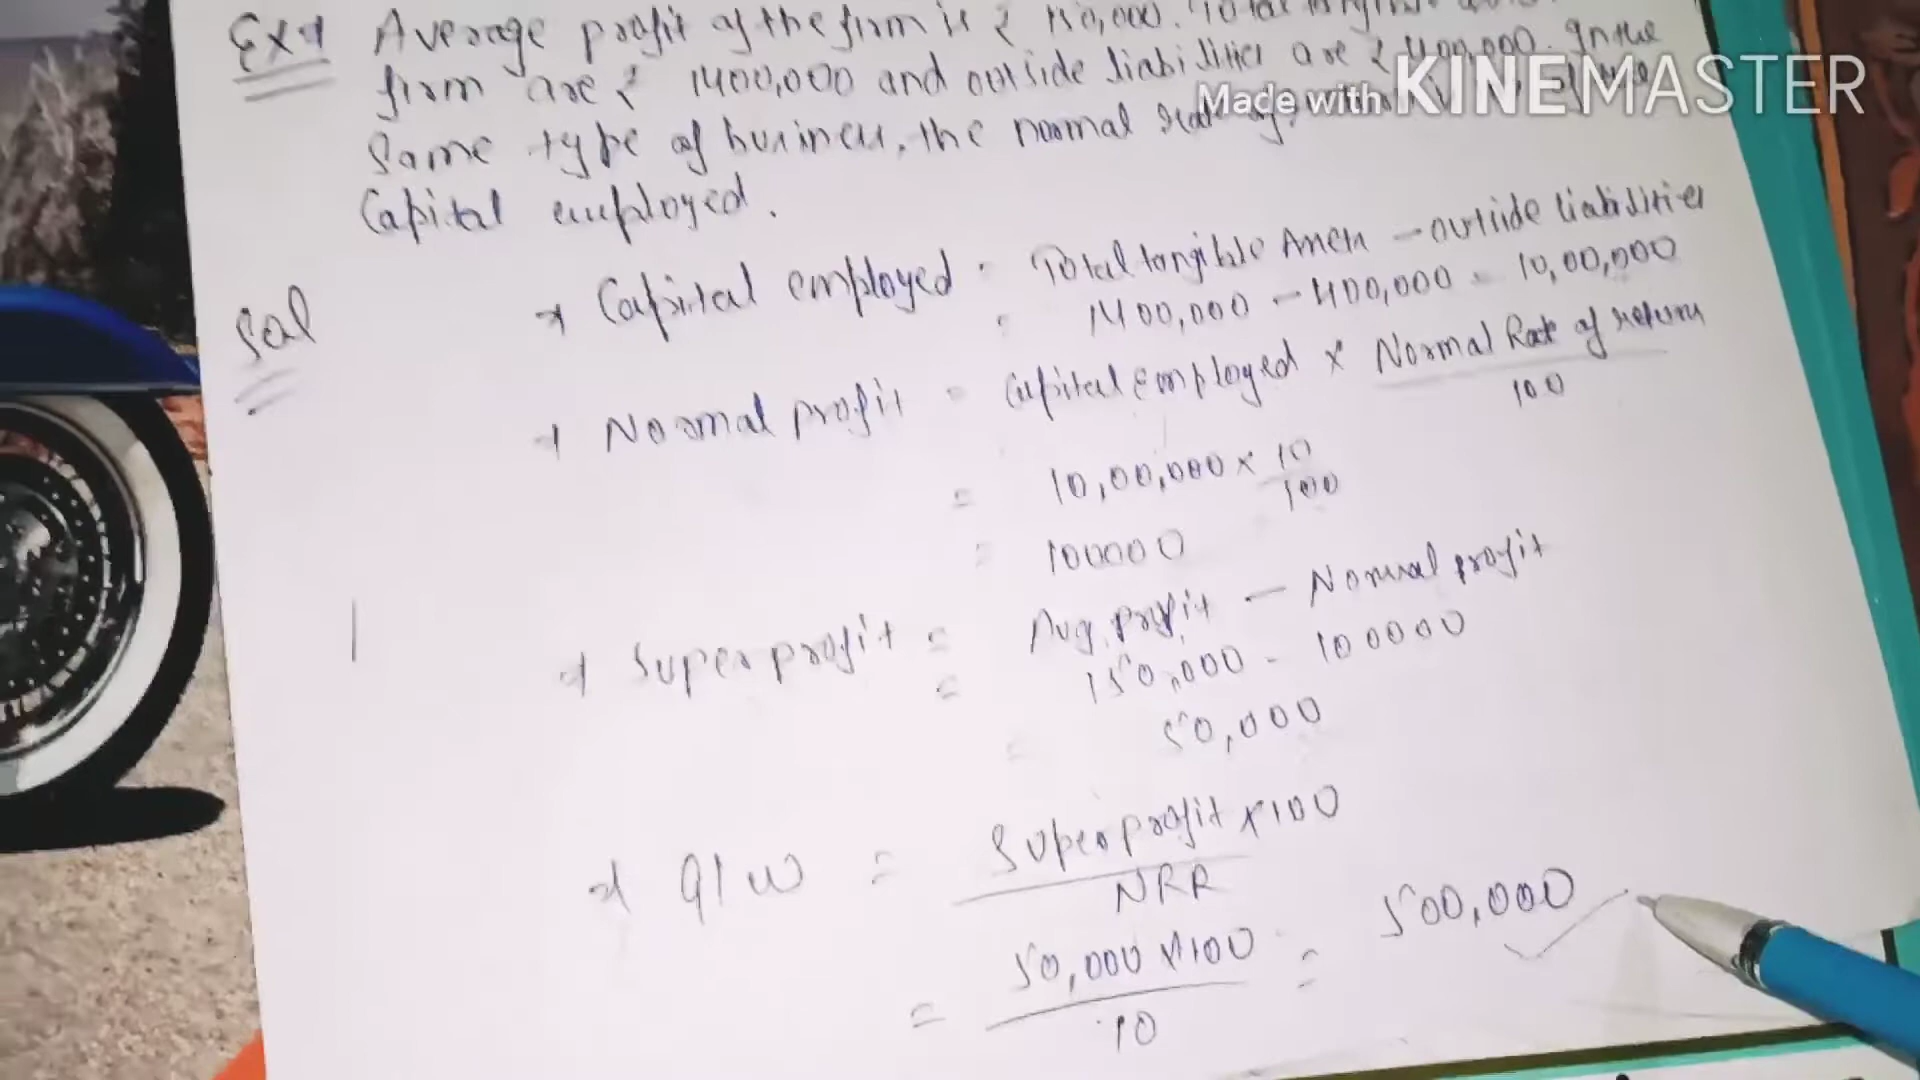 Ex 1 Average profit of the firm is ₹ 150,000. Total
firm are ₹ 1400,000 and outside liabilities are ₹ 400,000. In the
Same type of business, the normal rate of
Capital employed.
Made with KINEMASTER
Sol
→ Capital employed = Total tangible Assets - outside liabilities
= 1400,000 - 400,000 = 10,00,000
→ Normal profit = Capital employed × Normal Rate of return
100
= 10,00,000 × 10
100
= 100000
→ Super profit = Avg. profit - Normal profit
= 150,000 - 100000
= 50,000
→ G/w = Super profit × 100
NRR
= 50,000 × 100 = 500,000
10